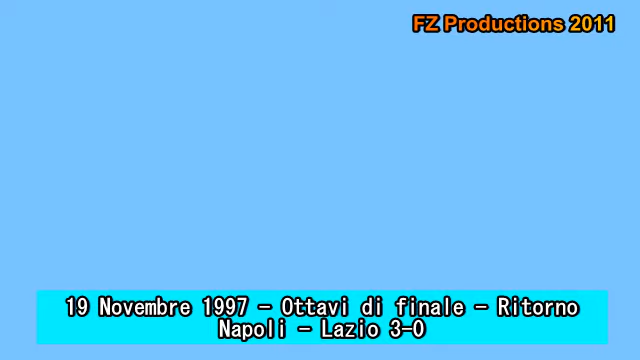 FZ Productions 2011
19 Novembre 1997 - Ottavi di finale - Ritorno
Napoli - Lazio 3-0